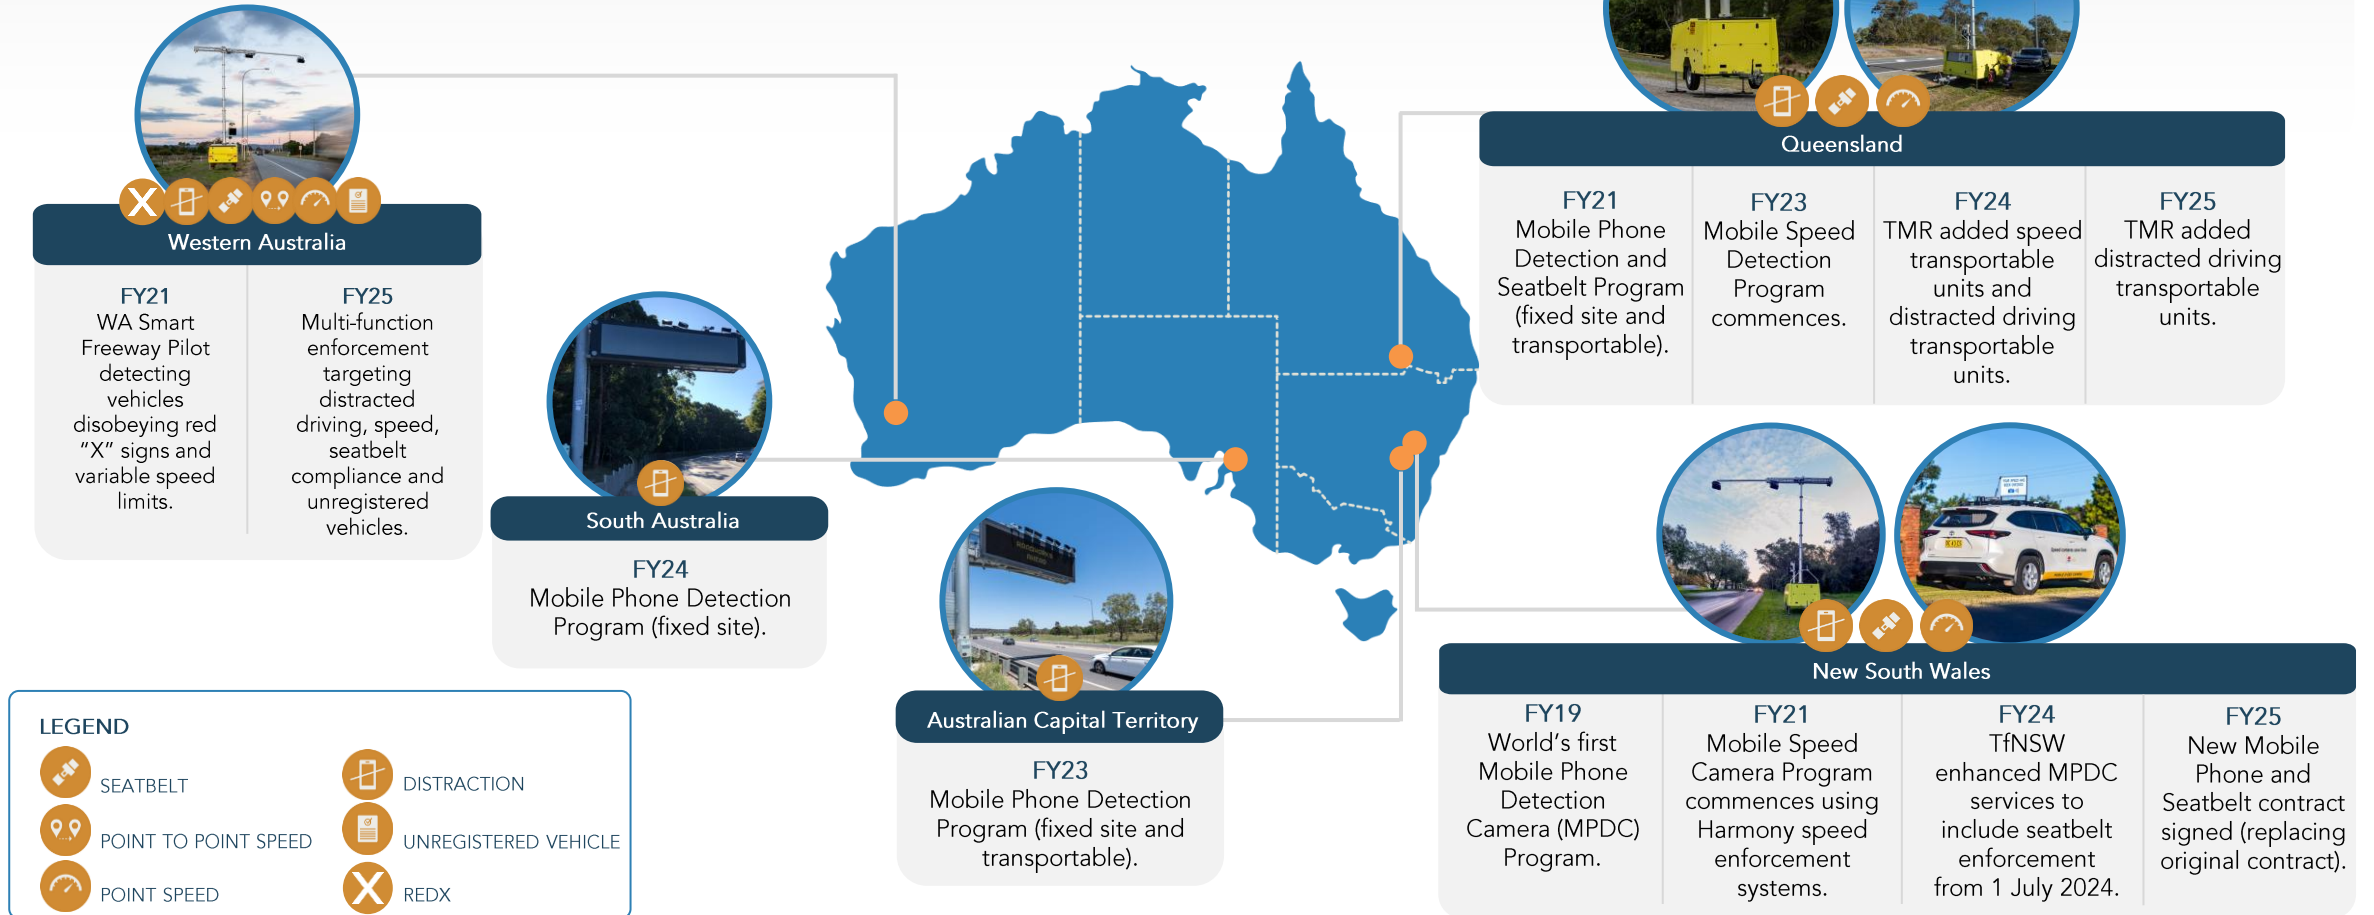 Western Australia
FY21
WA Smart
Freeway Pilot
detecting
vehicles
disobeying red
“X” signs and
variable speed
limits.
FY25
Multi-function
enforcement
targeting
distracted
driving, speed,
seatbelt
compliance and
unregistered
vehicles.
South Australia
FY24
Mobile Phone Detection
Program (fixed site).
Australian Capital Territory
FY23
Mobile Phone Detection
Program (fixed site and
transportable).
Queensland
FY21
Mobile Phone
Detection and
Seatbelt Program
(fixed site and
transportable).
FY23
Mobile Speed
Detection
Program
commences.
FY24
TMR added speed
transportable
units and
distracted driving
transportable
units.
FY25
TMR added
distracted driving
transportable
units.
New South Wales
FY19
World’s first
Mobile Phone
Detection
Camera (MPDC)
Program.
FY21
Mobile Speed
Camera Program
commences using
Harmony speed
enforcement
systems.
FY24
TfNSW
enhanced MPDC
services to
include seatbelt
enforcement
from 1 July 2024.
FY25
New Mobile
Phone and
Seatbelt contract
signed (replacing
original contract).
LEGEND
SEATBELT
DISTRACTION
POINT TO POINT SPEED
UNREGISTERED VEHICLE
POINT SPEED
X
REDX